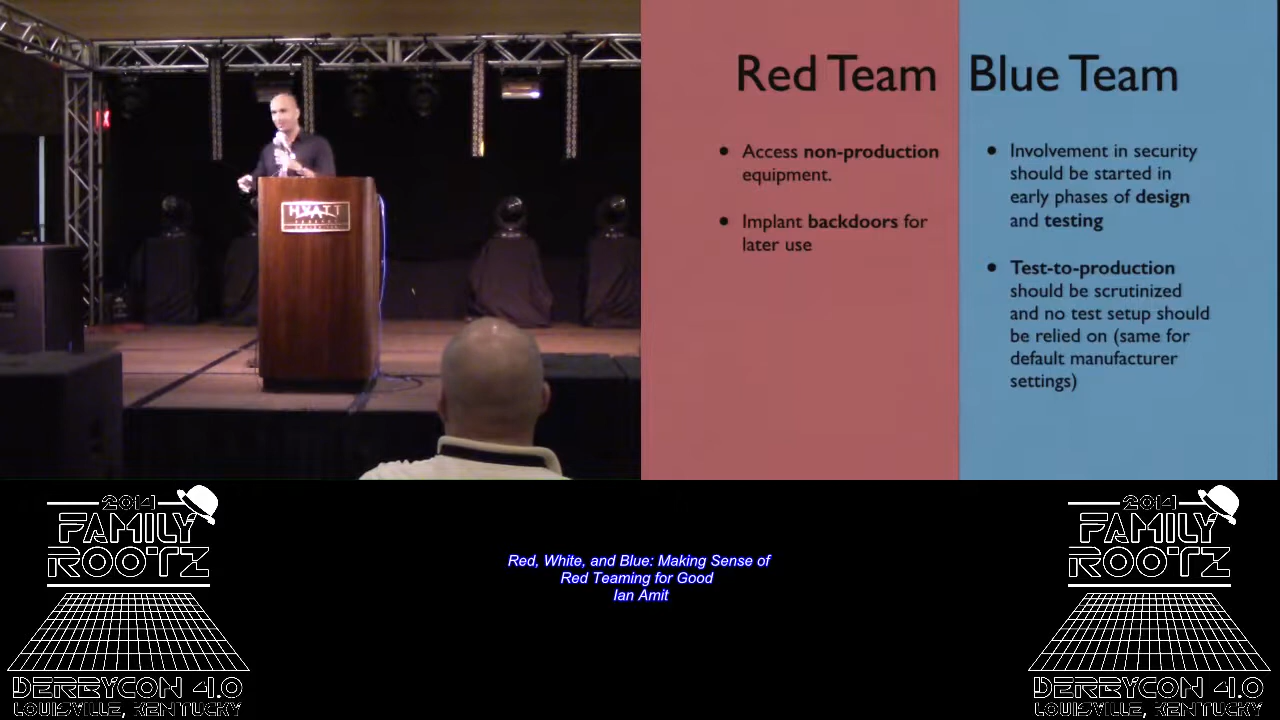 HYATT
Red Team
Access non-production
equipment.
Implant backdoors for
later use
Blue Team
Involvement in security
should be started in
early phases of design
and testing
Test-to-production
should be scrutinized
and no test setup should
be relied on (same for
default manufacturer
settings)
2014
FAMILY
ROOTZ
DERBYCON 4.0
LOUISVILLE, KENTUCKY
Red, White, and Blue: Making Sense of
Red Teaming for Good
Ian Amit
2014
FAMILY
ROOTZ
DERBYCON 4.0
LOUISVILLE, KENTUCKY